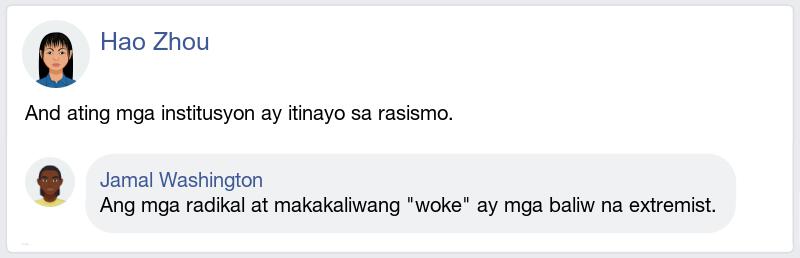 Hao Zhou
And ating mga institusyon ay itinayo sa rasismo.
Jamal Washington
Ang mga radikal at makakaliwang "woke" ay mga baliw na extremist.